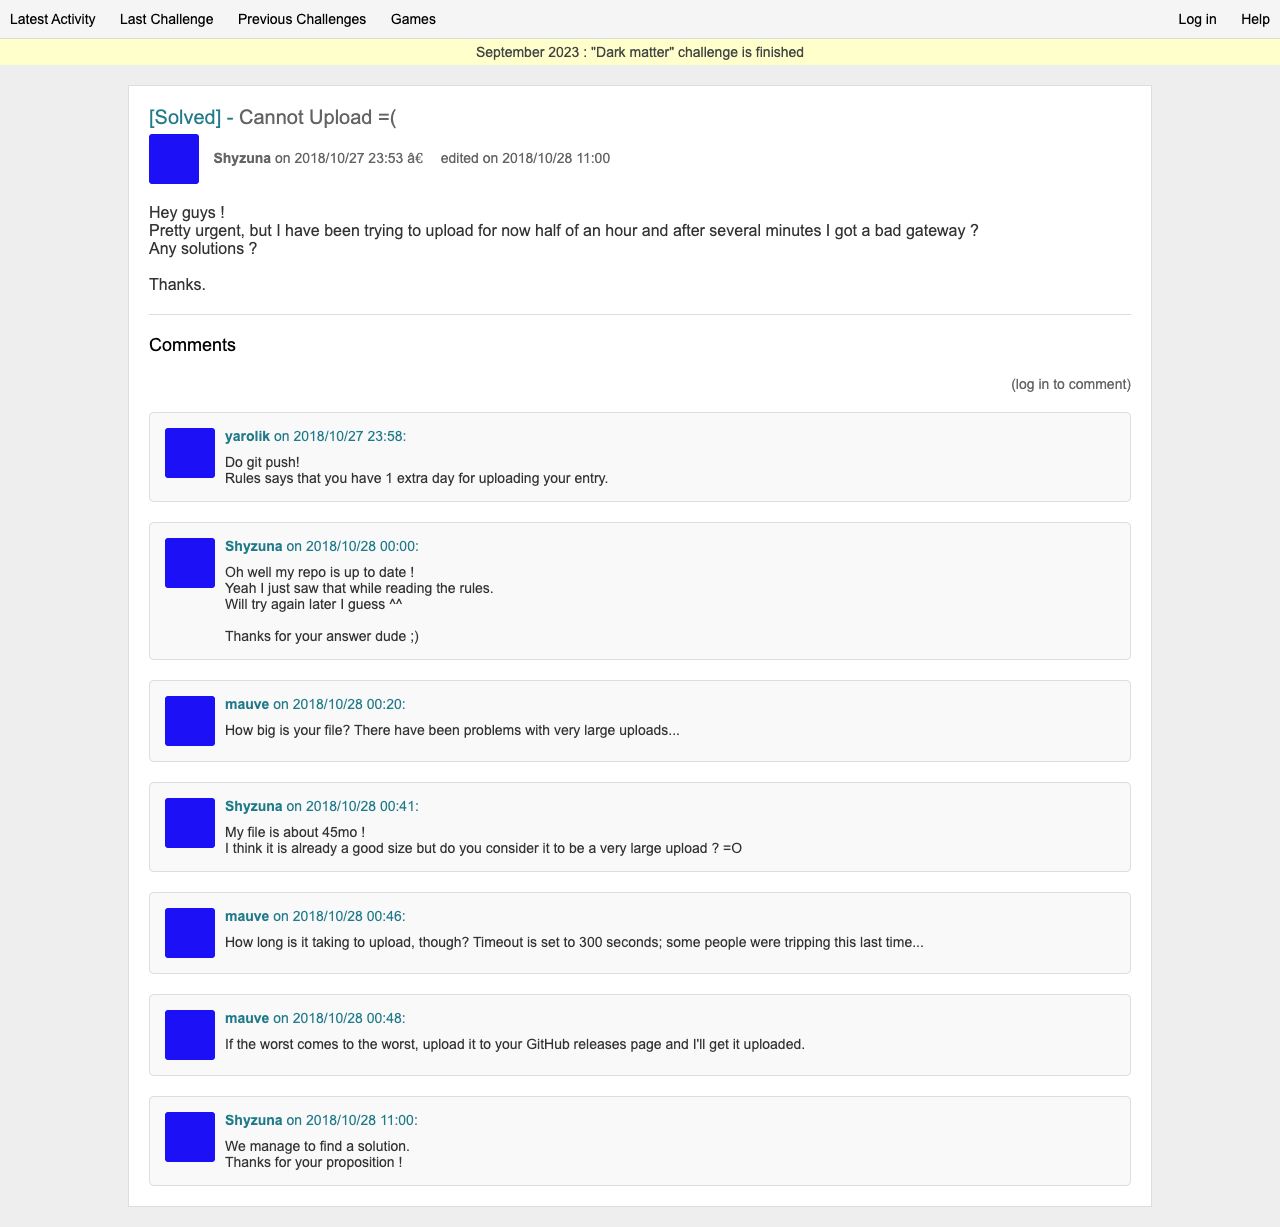 Latest Activity Last Challenge Previous Challenges Games Log in Help
September 2023 : "Dark matter" challenge is finished
[Solved] - Cannot Upload =(
Shyzuna on 2018/10/27 23:53 â€ edited on 2018/10/28 11:00
Hey guys !
Pretty urgent, but I have been trying to upload for now half of an hour and after several minutes I got a bad gateway ?
Any solutions ?
Thanks.
Comments
(log in to comment)
yarolik on 2018/10/27 23:58:
Do git push!
Rules says that you have 1 extra day for uploading your entry.
Shyzuna on 2018/10/28 00:00:
Oh well my repo is up to date !
Yeah I just saw that while reading the rules.
Will try again later I guess ^^
Thanks for your answer dude ;)
mauve on 2018/10/28 00:20:
How big is your file? There have been problems with very large uploads...
Shyzuna on 2018/10/28 00:41:
My file is about 45mo !
I think it is already a good size but do you consider it to be a very large upload ? =O
mauve on 2018/10/28 00:46:
How long is it taking to upload, though? Timeout is set to 300 seconds; some people were tripping this last time...
mauve on 2018/10/28 00:48:
If the worst comes to the worst, upload it to your GitHub releases page and I'll get it uploaded.
Shyzuna on 2018/10/28 11:00:
We manage to find a solution.
Thanks for your proposition !